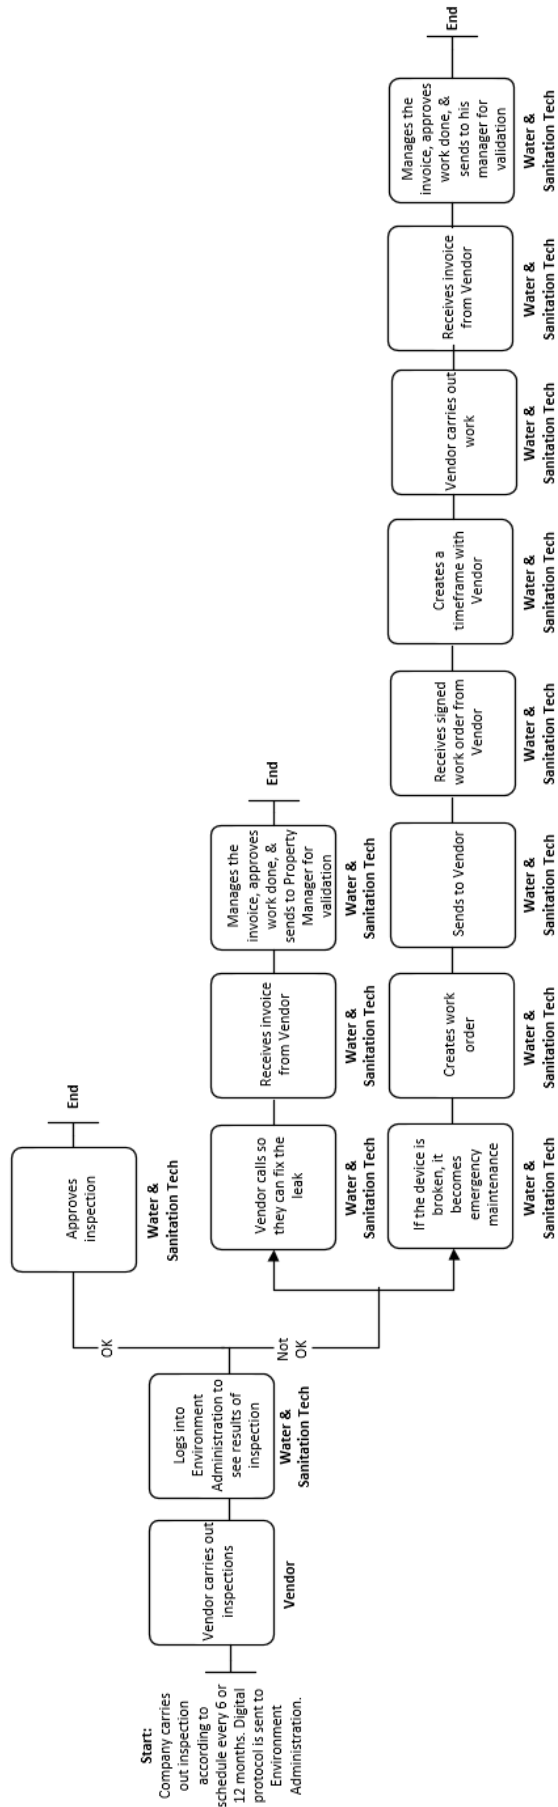 Start:
Company carries
out inspection
according to
schedule every 6 or
12 months. Digital
protocol is sent to
Environment
Administration.
Vendor carries out
inspections
Vendor
Logs into
Environment
Administration to
see results of
inspection
Water &
Sanitation Tech
OK
Approves
inspection
Water &
Sanitation Tech
End
Not
OK
Vendor calls so
they can fix the
leak
Water &
Sanitation Tech
Receives invoice
from Vendor
Water &
Sanitation Tech
Manages the
invoice, approves
work done, &
sends to Property
Manager for
validation
Water &
Sanitation Tech
End
If the device is
broken, it
becomes
emergency
maintenance
Water &
Sanitation Tech
Creates work
order
Water &
Sanitation Tech
Sends to Vendor
Water &
Sanitation Tech
Receives signed
work order from
Vendor
Water &
Sanitation Tech
Creates a
timeframe with
Vendor
Water &
Sanitation Tech
Vendor carries out
work
Water &
Sanitation Tech
Receives invoice
from Vendor
Water &
Sanitation Tech
Manages the
invoice, approves
work done, &
sends to his
manager for
validation
Water &
Sanitation Tech
End